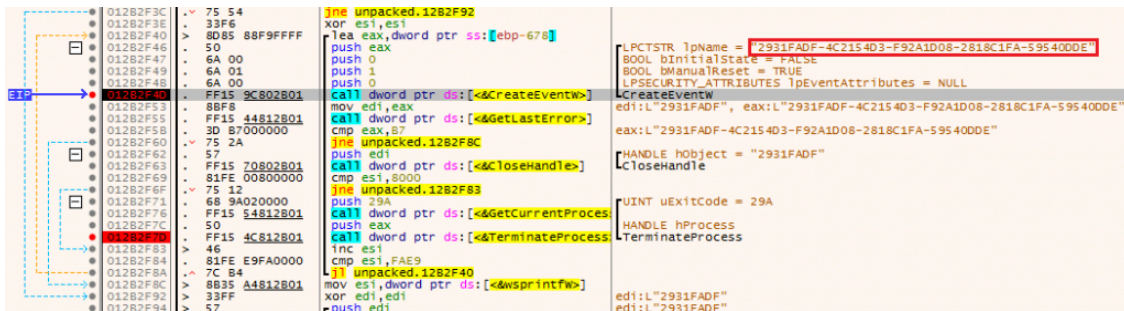 012B2F3C . 75 54 jne unpacked.12B2F92
012B2F3E . 33F6 xor esi,esi
012B2F40 > 8D85 88F9FFFF lea eax,dword ptr ss:[ebp-678]
012B2F46 . 50 push eax LPCTSTR lpName = "2931FADF-4C2154D3-F92A1D08-2818C1FA-59540DDE"
012B2F47 . 6A 00 push 0 BOOL bInitialState = FALSE
012B2F49 . 6A 01 push 1 BOOL bManualReset = TRUE
012B2F4B . 6A 00 push 0 LPSECURITY_ATTRIBUTES lpEventAttributes = NULL
EIP 012B2F4D . FF15 9C802B01 call dword ptr ds:[<&CreateEventW>] CreateEventW
012B2F53 . 8BF8 mov edi,eax edi:L"2931FADF", eax:L"2931FADF-4C2154D3-F92A1D08-2818C1FA-59540DDE"
012B2F55 . FF15 44812B01 call dword ptr ds:[<&GetLastError>]
012B2F5B . 3D B7000000 cmp eax,B7 eax:L"2931FADF-4C2154D3-F92A1D08-2818C1FA-59540DDE"
012B2F60 . 75 2A jne unpacked.12B2F8C
012B2F62 . 57 push edi HANDLE hObject = "2931FADF"
012B2F63 . FF15 70802B01 call dword ptr ds:[<&CloseHandle>] CloseHandle
012B2F69 . 81FE 00800000 cmp esi,8000
012B2F6F . 75 12 jne unpacked.12B2F83
012B2F71 . 68 9A020000 push 29A UINT uExitCode = 29A
012B2F76 . FF15 54812B01 call dword ptr ds:[<&GetCurrentProces
012B2F7C . 50 push eax HANDLE hProcess
012B2F7D . FF15 4C812B01 call dword ptr ds:[<&TerminateProcess TerminateProcess
012B2F83 > 46 inc esi
012B2F84 . 81FE E9FA0000 cmp esi,FAE9
012B2F8A . 7C B4 jl unpacked.12B2F40
012B2F8C > 8B35 A4812B01 mov esi,dword ptr ds:[<&wsprintfW>]
012B2F92 > 33FF xor edi,edi edi:L"2931FADF"
012B2F94 > 57 push edi edi:L"2931FADF"